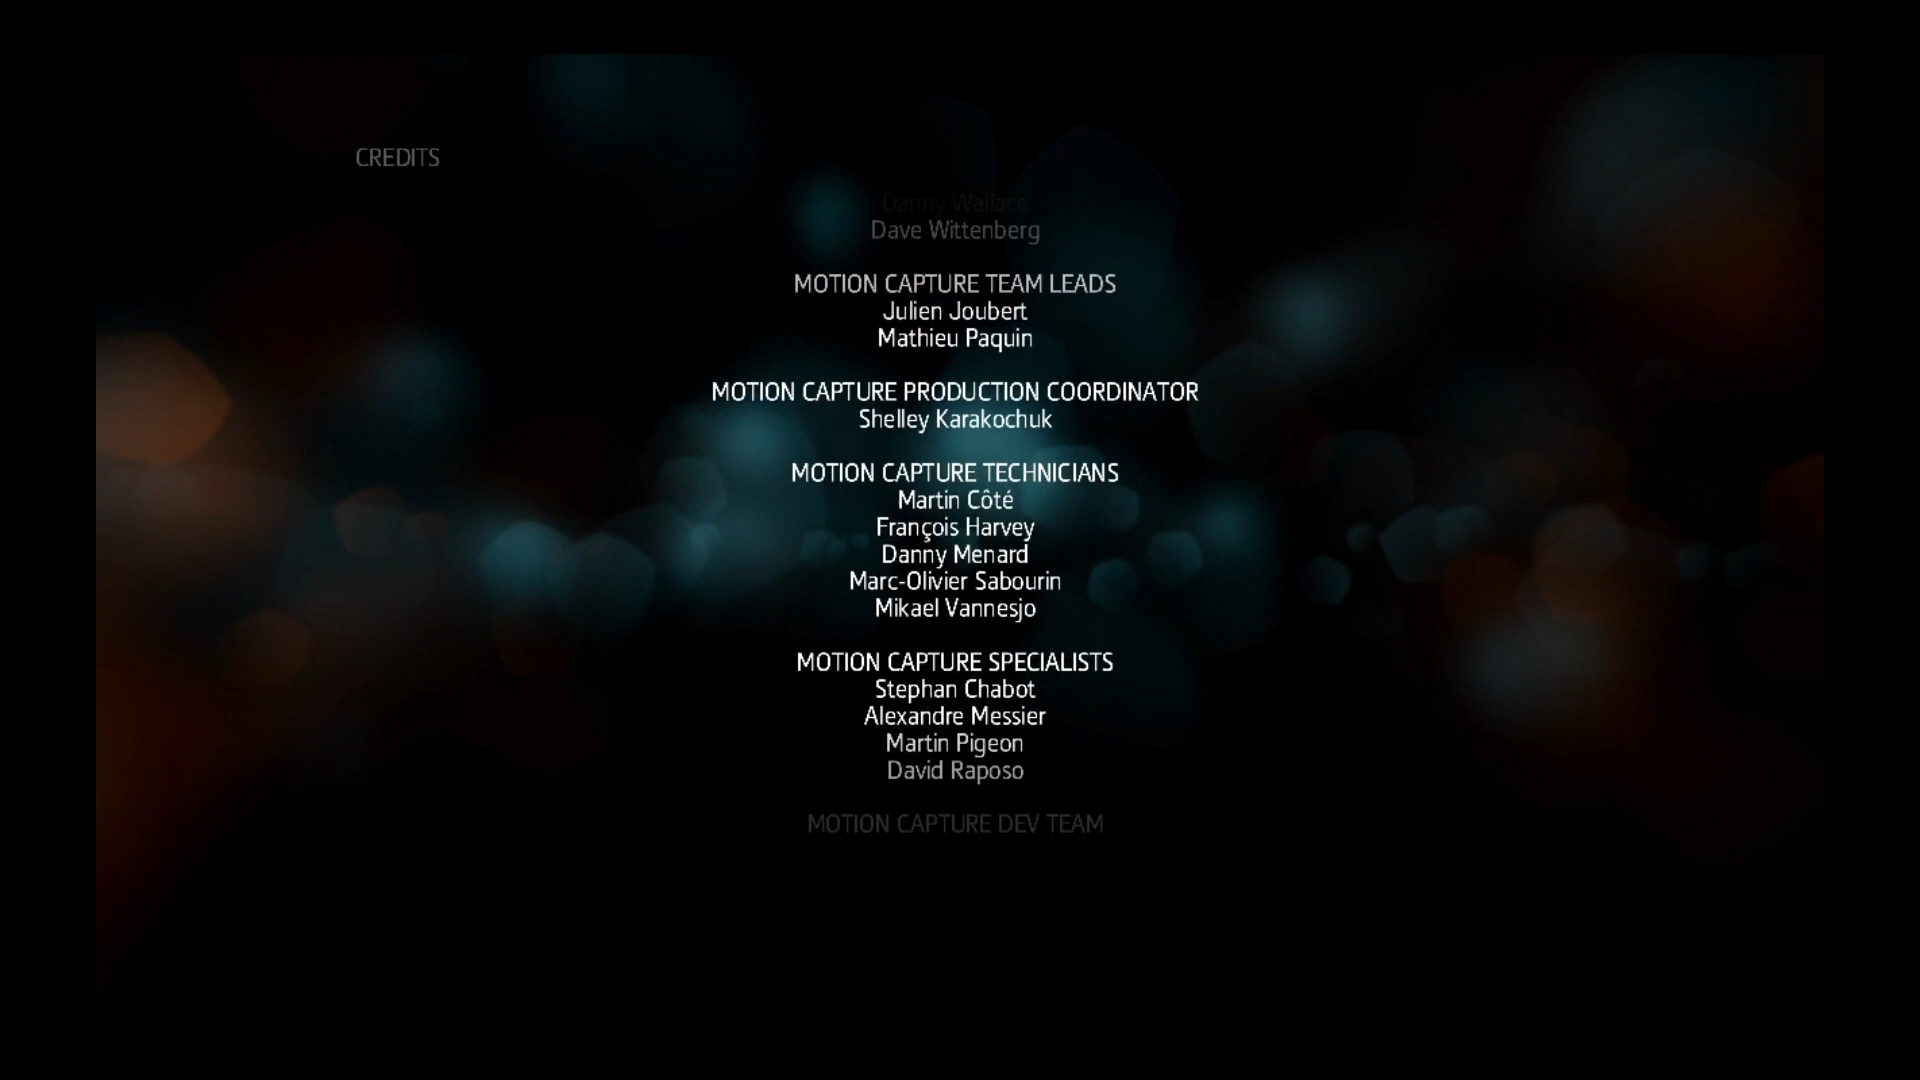 CREDITS
Danny Wallace
Dave Wittenberg
MOTION CAPTURE TEAM LEADS
Julien Joubert
Mathieu Paquin
MOTION CAPTURE PRODUCTION COORDINATOR
Shelley Karakochuk
MOTION CAPTURE TECHNICIANS
Martin Côté
François Harvey
Danny Menard
Marc-Olivier Sabourin
Mikael Vannesjo
MOTION CAPTURE SPECIALISTS
Stephan Chabot
Alexandre Messier
Martin Pigeon
David Raposo
MOTION CAPTURE DEV TEAM